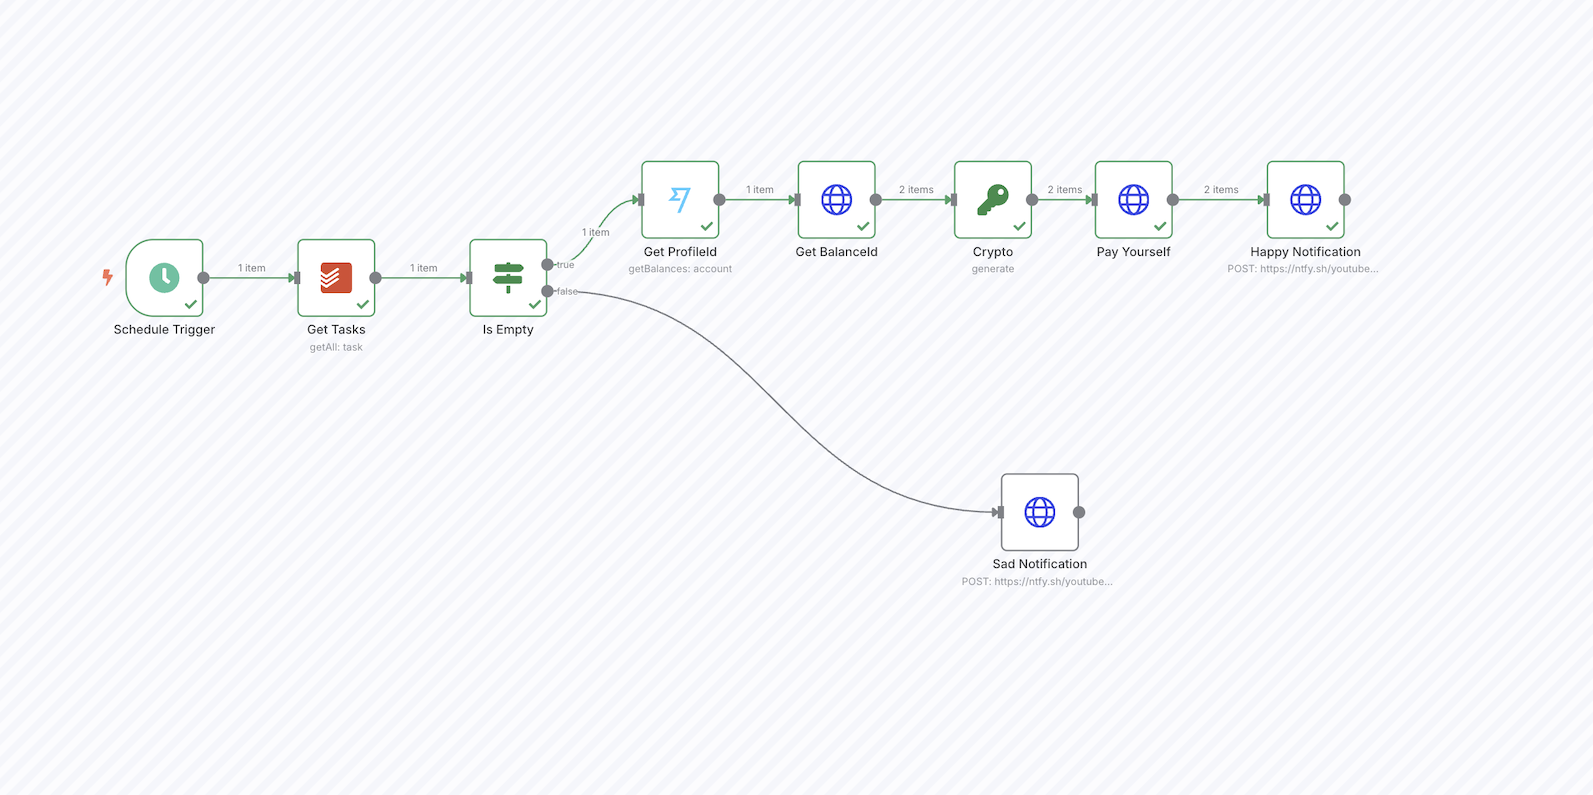 1 item
1 item
1 item
true
false
1 item
2 items
2 items
2 items
Schedule Trigger
Get Tasks
getAll: task
Is Empty
Get ProfileId
getBalances: account
Get BalanceId
Crypto
generate
Pay Yourself
Happy Notification
POST: https://ntfy.sh/youtube...
Sad Notification
POST: https://ntfy.sh/youtube...